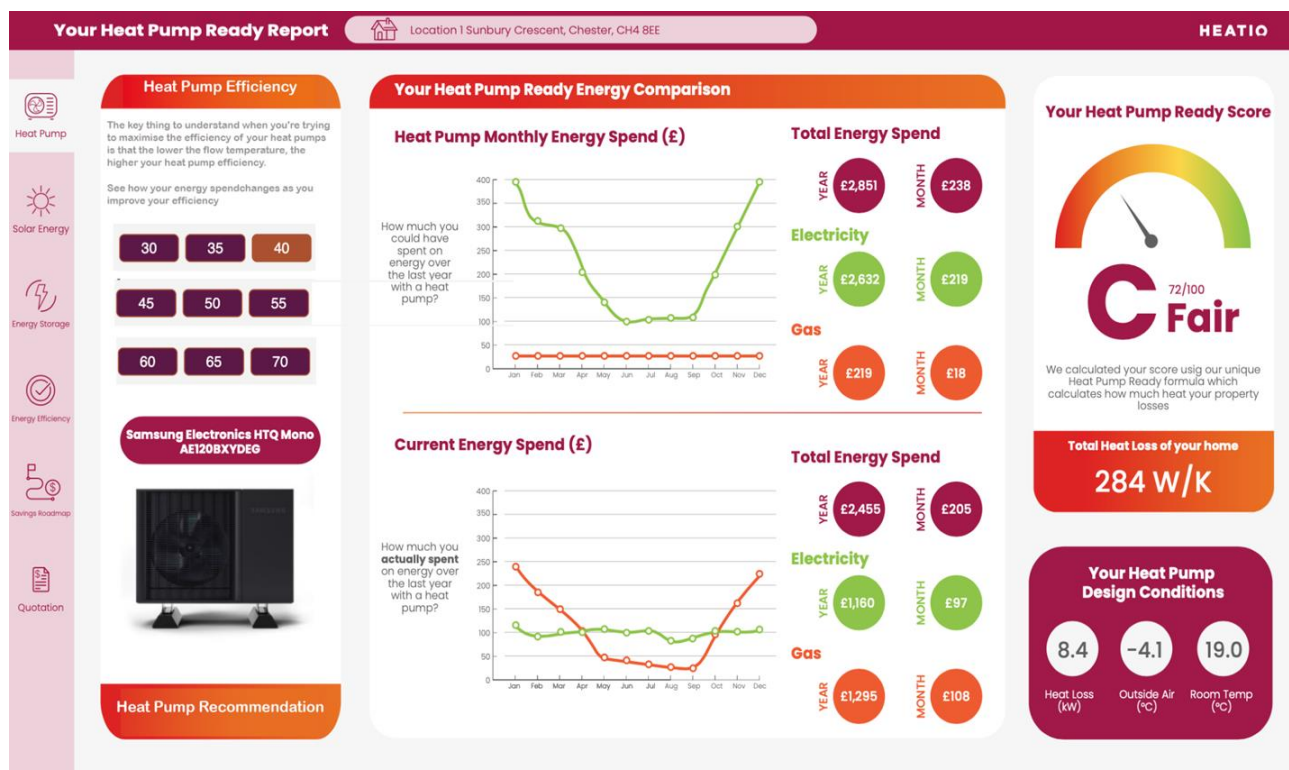 Your Heat Pump Ready Report
Location 1 Sunbury Crescent, Chester, CH4 8EE
HEATIO
Heat Pump
Solar Energy
Energy Storage
Energy Efficiency
Savings Roadmap
Quotation
Heat Pump Efficiency
The key thing to understand when you're trying
to maximise the efficiency of your heat pumps
is that the lower the flow temperature, the
higher your heat pump efficiency.
See how your energy spendchanges as you
improve your efficiency
30 35 40
45 50 55
60 65 70
Samsung Electronics HTQ Mono
AE120BXYDEG
SAMSUNG
Heat Pump Recommendation
Your Heat Pump Ready Energy Comparison
Heat Pump Monthly Energy Spend (£)
How much you
could have
spent on
energy over
the last year
with a heat
pump?
400
350
300
250
200
150
100
50
0
Jan Feb Mar Apr May Jun Jul Aug Sep Oct Nov Dec
Total Energy Spend
YEAR £2,851 MONTH £238
Electricity
YEAR £2,632 MONTH £219
Gas
YEAR £219 MONTH £18
Current Energy Spend (£)
How much you
actually spent
on energy over
the last year
with a heat
pump?
400
350
300
250
200
150
100
50
0
Jan Feb Mar Apr May Jun Jul Aug Sep Oct Nov Dec
Total Energy Spend
YEAR £2,455 MONTH £205
Electricity
YEAR £1,160 MONTH £97
Gas
YEAR £1,295 MONTH £108
Your Heat Pump Ready Score
C 72/100
Fair
We calculated your score usig our unique
Heat Pump Ready formula which
calculates how much heat your property
losses
Total Heat Loss of your home
284 W/K
Your Heat Pump
Design Conditions
8.4 -4.1 19.0
Heat Loss Outside Air Room Temp
(kW) (°C) (°C)